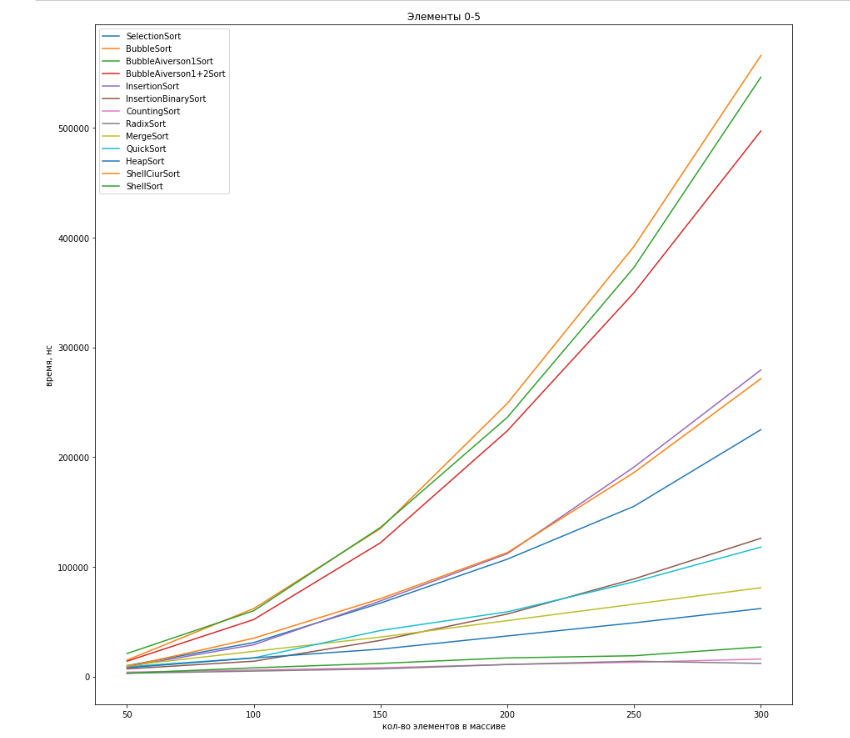 Элементы 0-5
SelectionSort
BubbleSort
BubbleAiverson1Sort
BubbleAiverson1+2Sort
InsertionSort
InsertionBinarySort
CountingSort
RadixSort
MergeSort
QuickSort
HeapSort
ShellCiurSort
ShellSort
500000
400000
300000
200000
100000
0
время, нс
50 100 150 200 250 300
кол-во элементов в массиве